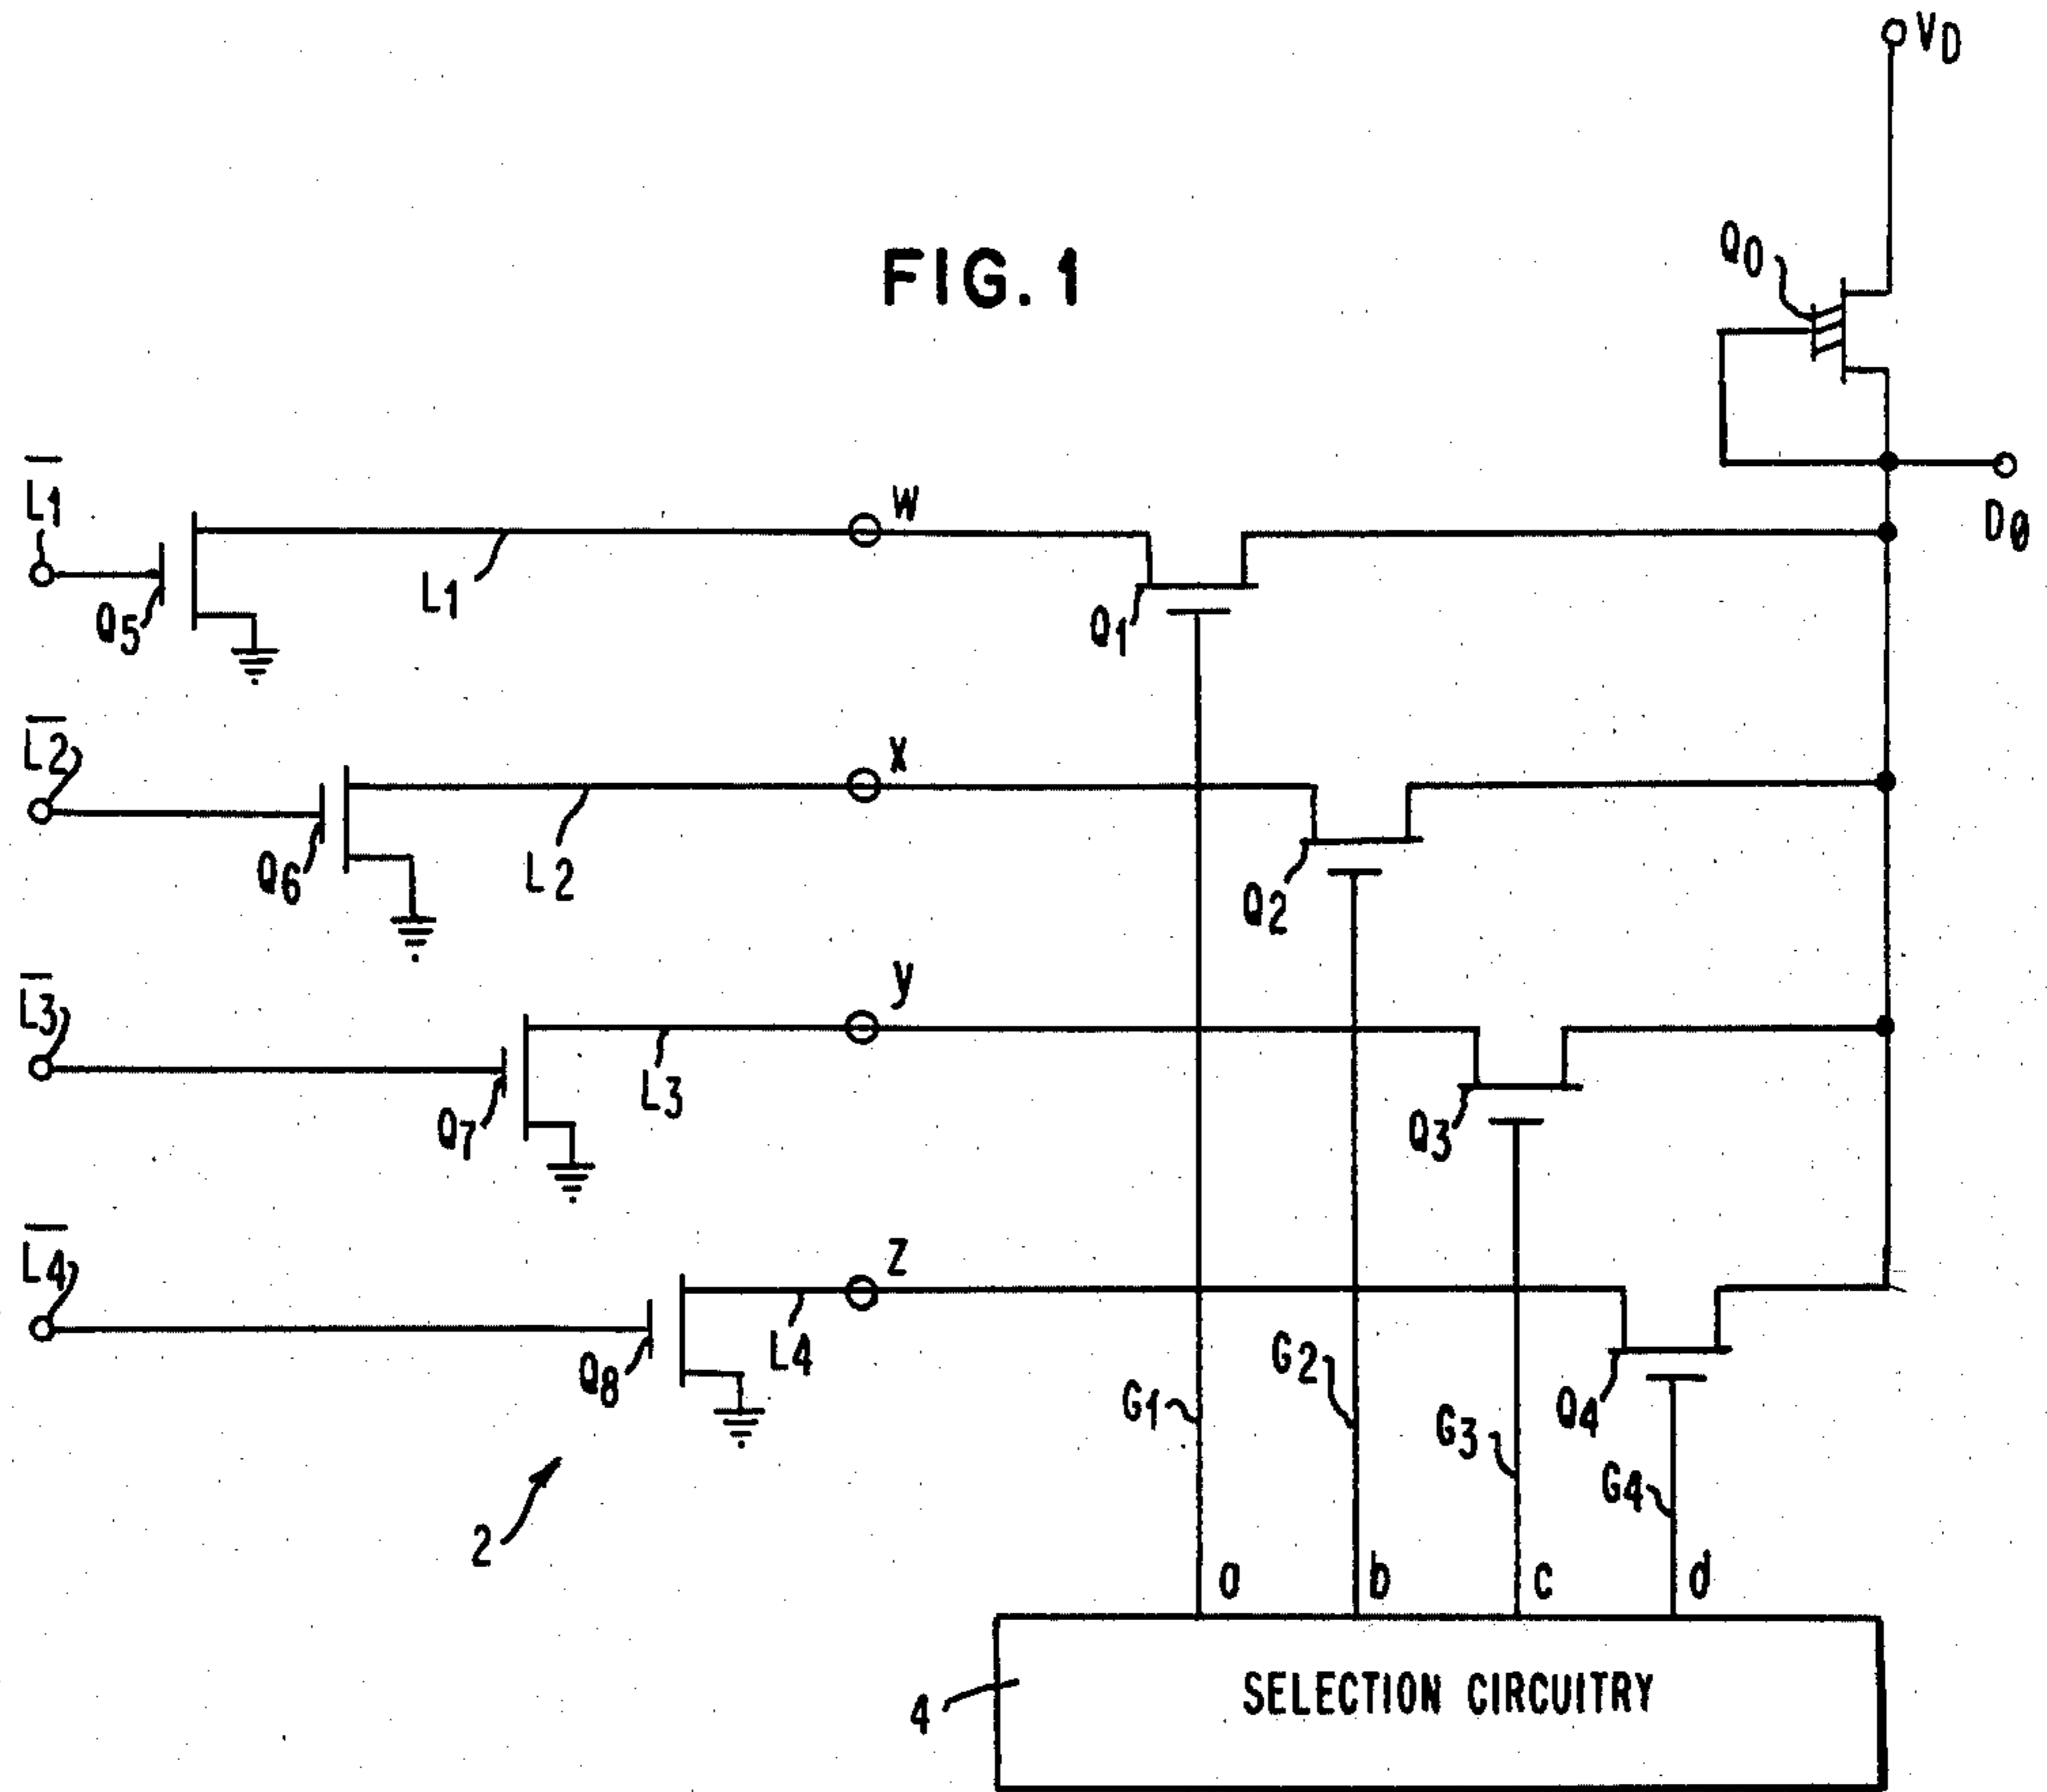 VD
Q0
FIG. 1
L1
W
D0
Q5
L1
Q1
L2
X
Q6
L2
Q2
L3
y
Q7
L3
Q3
L4
Z
Q8
L4
G1
G2
G3
Q4
G4
2
a
b
c
d
4
SELECTION CIRCUITRY